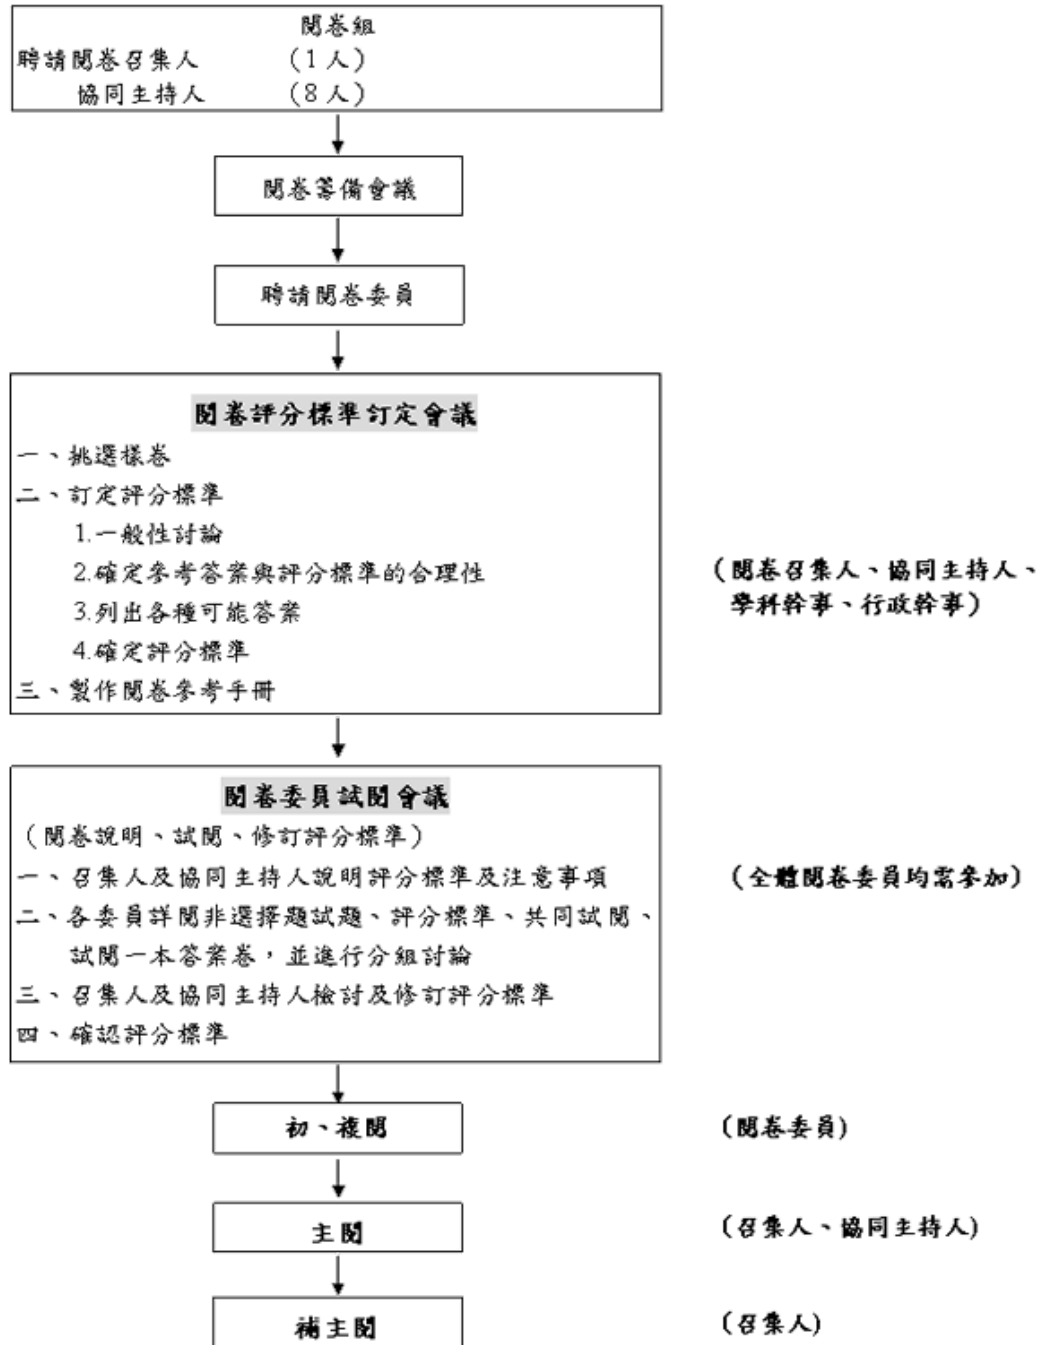 閱卷組
聘請閱卷召集人 (1人)
協同主持人 (8人)
閱卷籌備會議
聘請閱卷委員
閱卷評分標準訂定會議
一、挑選樣卷
二、訂定評分標準
1.一般性討論
2.確定參考答案與評分標準的合理性
3.列出各種可能答案
4.確定評分標準
三、製作閱卷參考手冊
(閱卷召集人、協同主持人、
學科幹事、行政幹事)
閱卷委員試閱會議
(閱卷說明、試閱、修訂評分標準)
一、召集人及協同主持人說明評分標準及注意事項
二、各委員詳閱非選擇題試題、評分標準、共同試閱、
試閱一本答案卷，並進行分組討論
三、召集人及協同主持人檢討及修訂評分標準
四、確認評分標準
(全體閱卷委員均需參加)
初、複閱
(閱卷委員)
主閱
(召集人、協同主持人)
補主閱
(召集人)